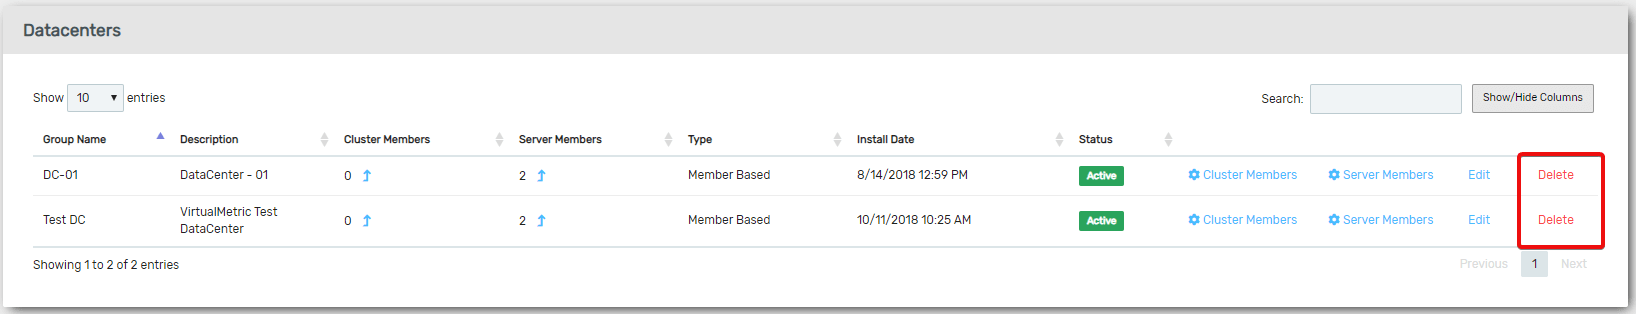 Datacenters
Show 10 entries
Search: Show/Hide Columns
Group Name Description Cluster Members Server Members Type Install Date Status
DC-01 DataCenter - 01 0 2 Member Based 8/14/2018 12:59 PM Active Cluster Members Server Members Edit Delete
Test DC VirtualMetric Test DataCenter 0 2 Member Based 10/11/2018 10:25 AM Active Cluster Members Server Members Edit Delete
Showing 1 to 2 of 2 entries
Previous 1 Next